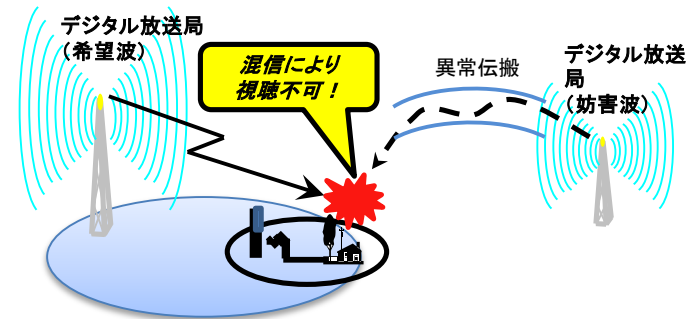 デジタル放送局
(希望波)
混信により
視聴不可!
異常伝搬
デジタル放送
局
(妨害波)